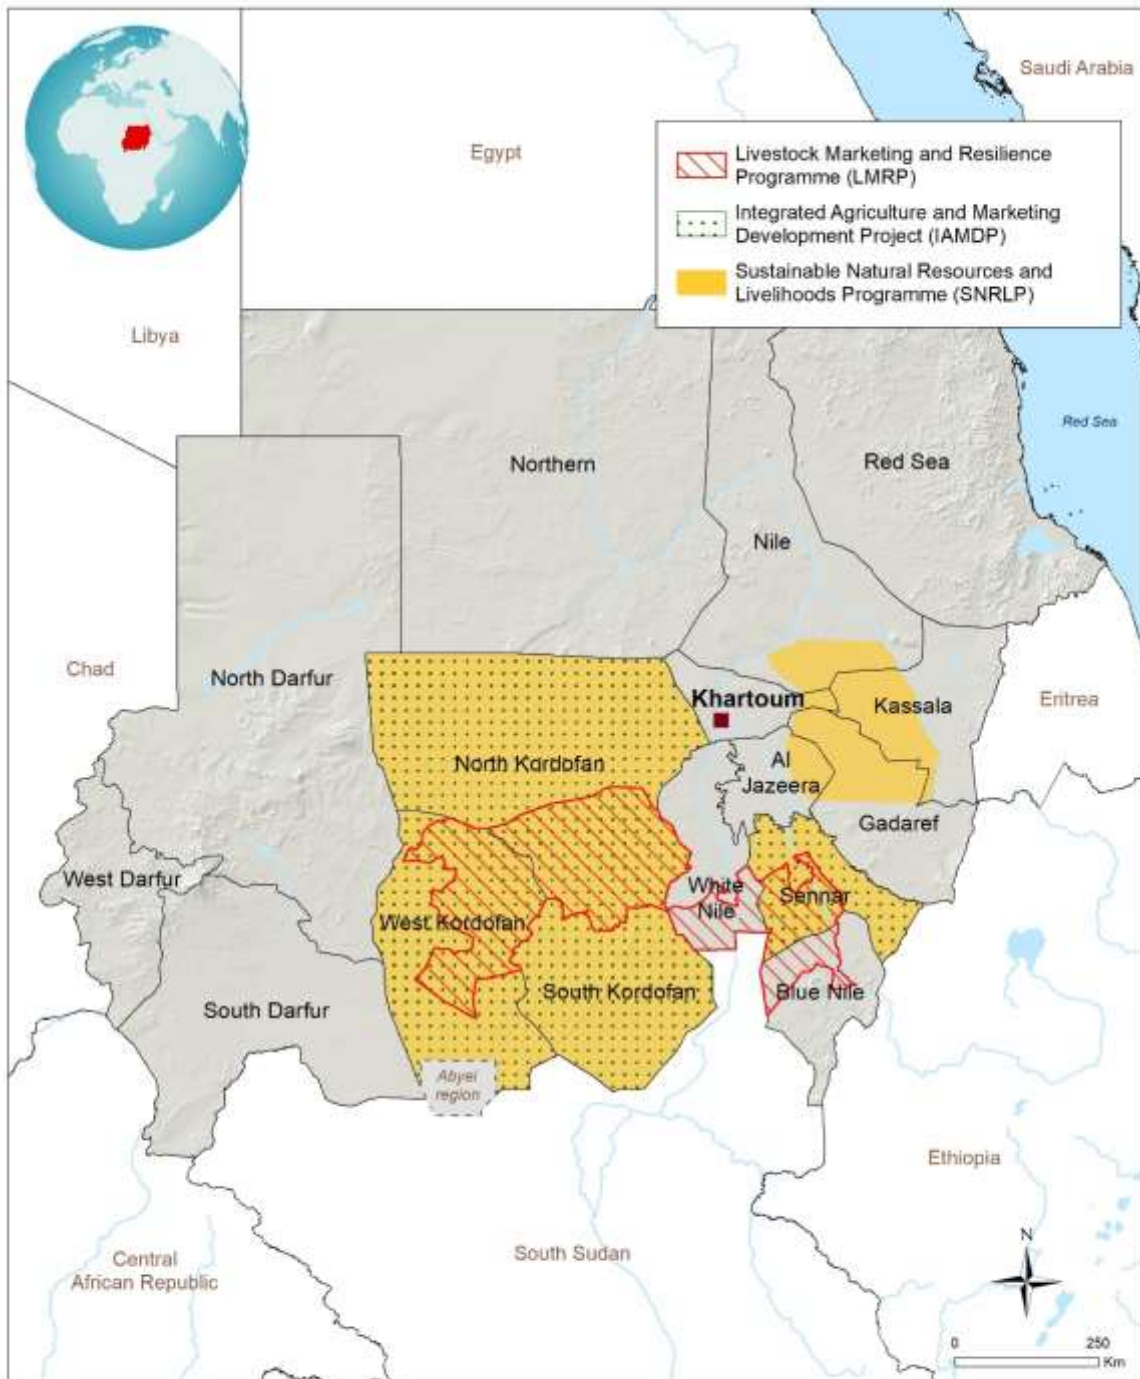 Saudi Arabia
Egypt
Livestock Marketing and Resilience
Programme (LMRP)
Integrated Agriculture and Marketing
Development Project (IAMDP)
Sustainable Natural Resources and
Livelihoods Programme (SNRLP)
Libya
Red Sea
Northern
Red Sea
Nile
Chad
North Darfur
Khartoum
Kassala
Eritrea
North Kordofan
Al
Jazeera
Gadaref
West Darfur
White
Nile
Sennar
West Kordofan
South Darfur
South Kordofan
Blue Nile
Abyei
region
Ethiopia
Central
African Republic
South Sudan
N
0 250
Km